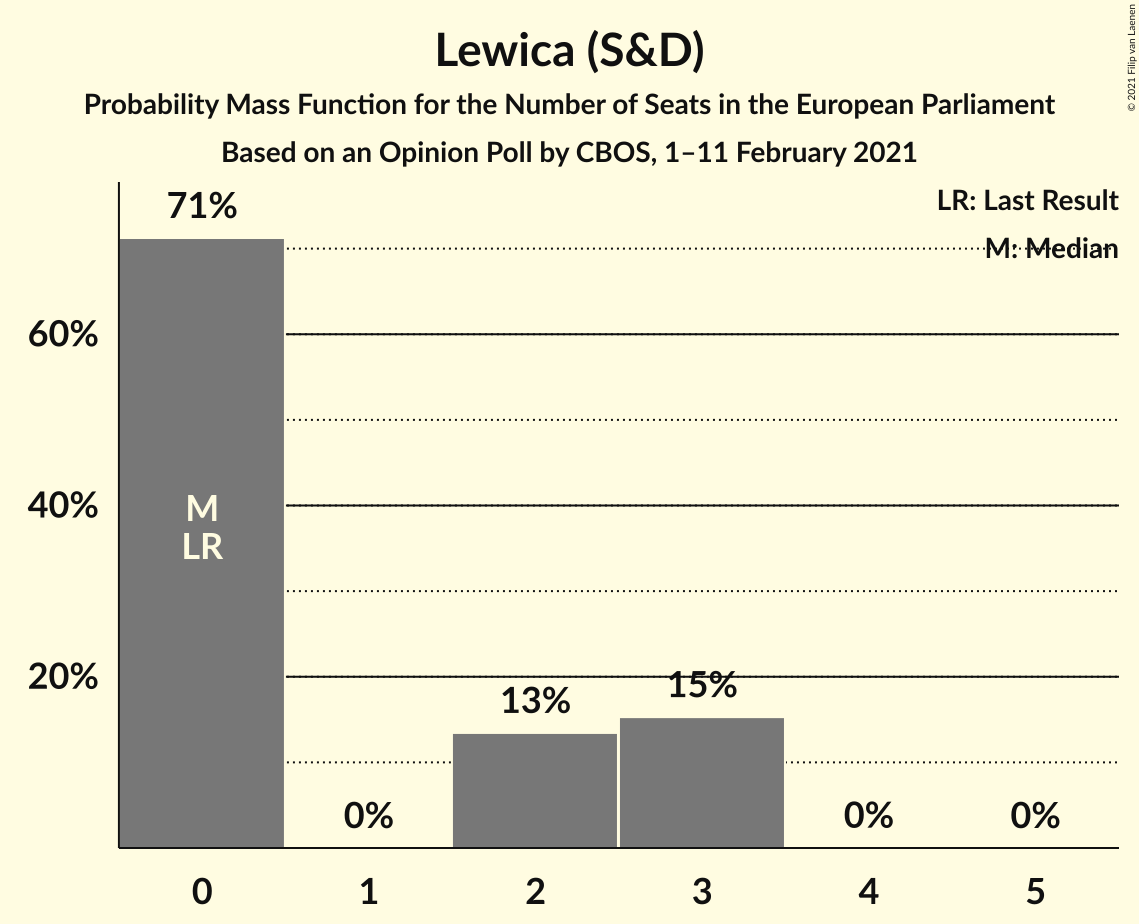 Lewica (S&D)
Probability Mass Function for the Number of Seats in the European Parliament
Based on an Opinion Poll by CBOS, 1–11 February 2021
© 2021 Filip van Laenen
LR: Last Result
M: Median
71%
60%
40%
20%
M
LR
13%
15%
0%
0%
0%
0 1 2 3 4 5